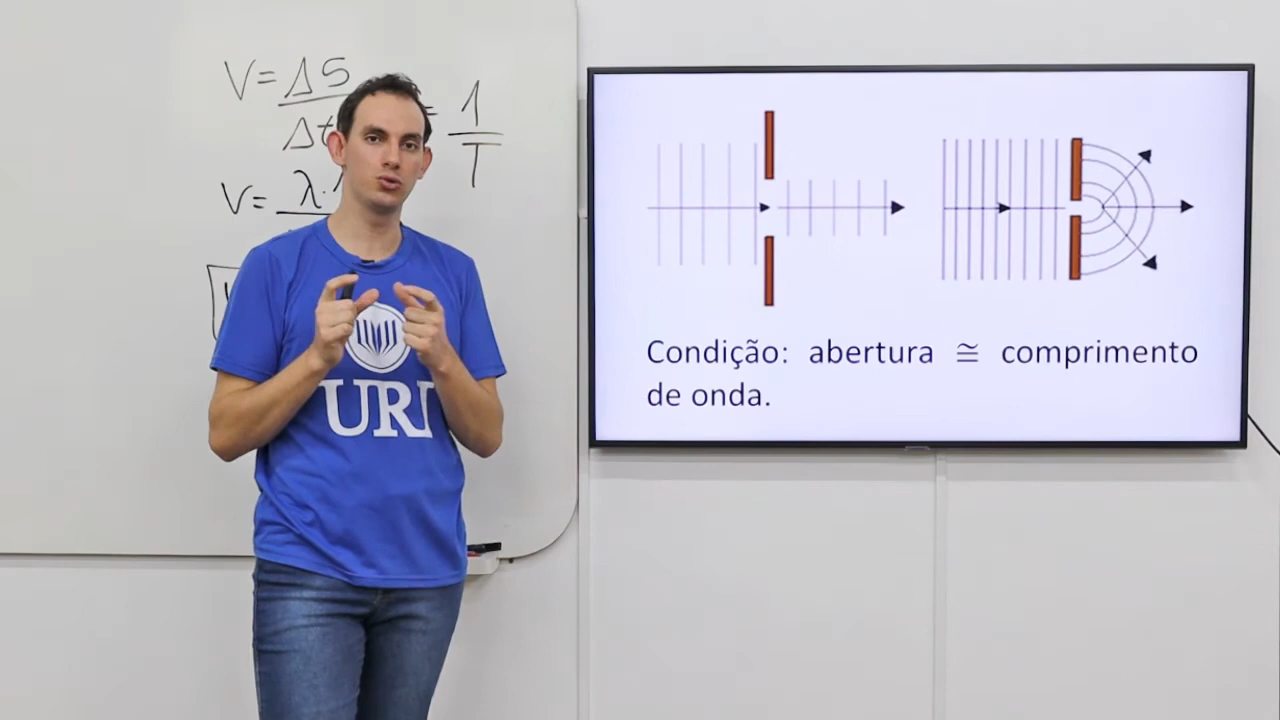 V = ΔS
Δt
= 1
T
V = λ.
URI
Condição: abertura ≅ comprimento
de onda.